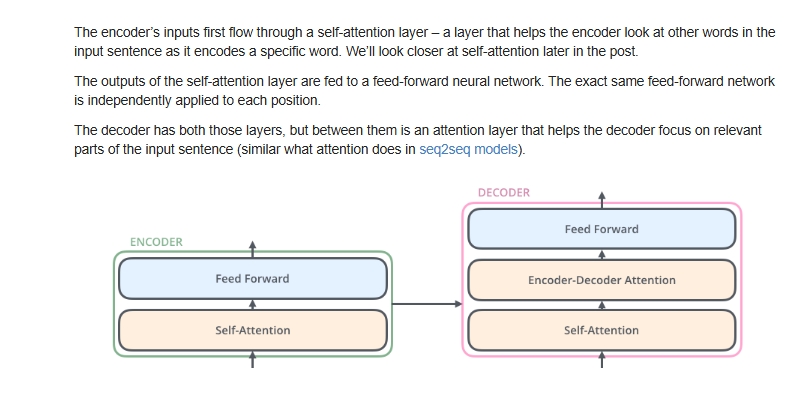 The encoder's inputs first flow through a self-attention layer – a layer that helps the encoder look at other words in the
input sentence as it encodes a specific word. We'll look closer at self-attention later in the post.
The outputs of the self-attention layer are fed to a feed-forward neural network. The exact same feed-forward network
is independently applied to each position.
The decoder has both those layers, but between them is an attention layer that helps the decoder focus on relevant
parts of the input sentence (similar what attention does in seq2seq models).
ENCODER
Feed Forward
Self-Attention
DECODER
Feed Forward
Encoder-Decoder Attention
Self-Attention